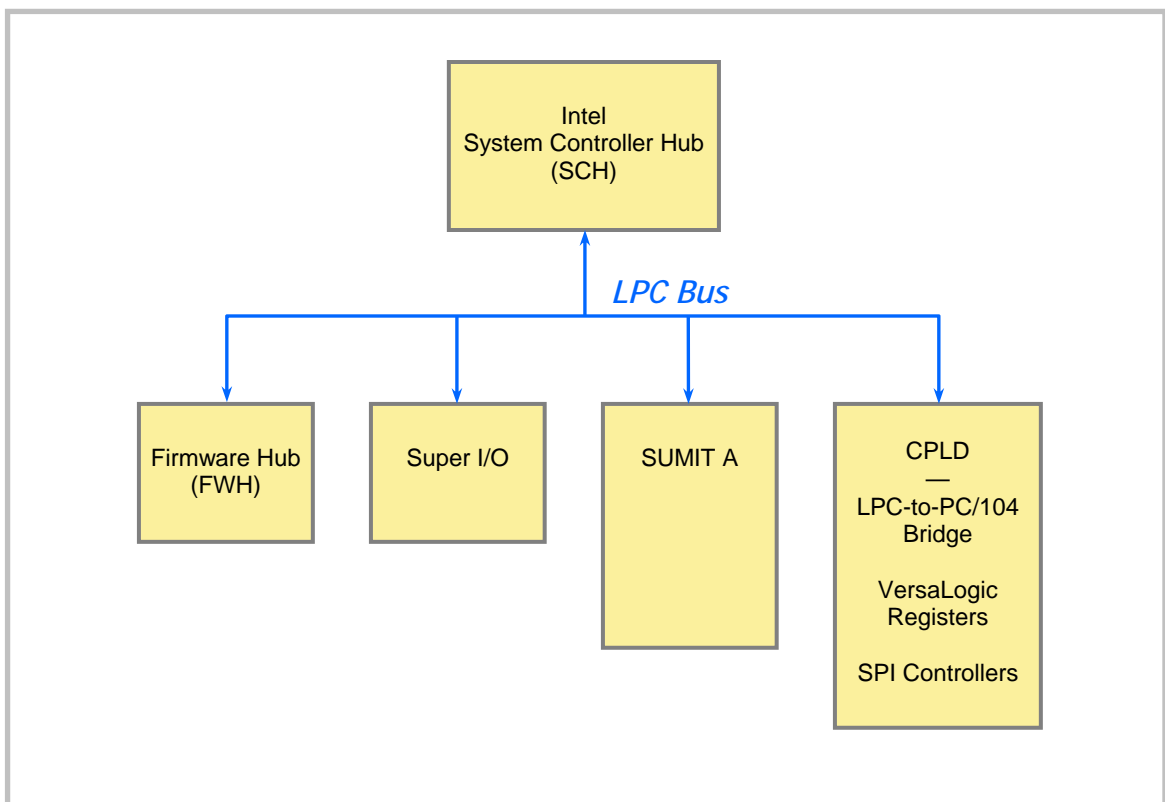 Intel
System Controller Hub
(SCH)
LPC Bus
Firmware Hub
(FWH)
Super I/O
SUMIT A
CPLD
—
LPC-to-PC/104
Bridge
VersaLogic
Registers
SPI Controllers